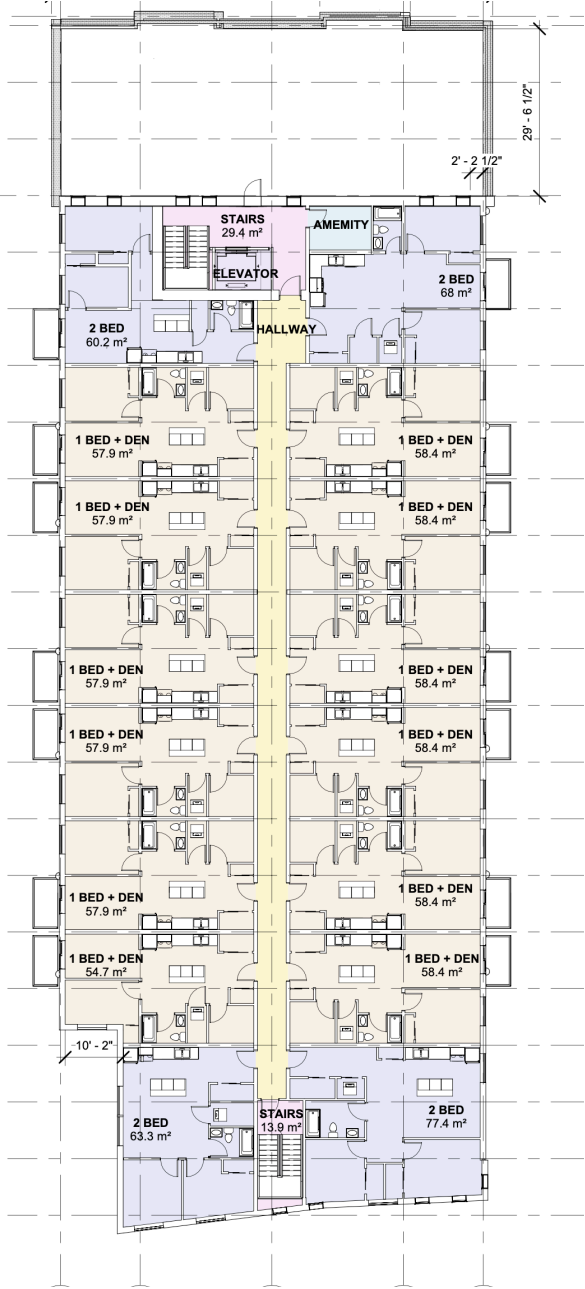 29' - 6 1/2"
2' - 2 1/2"
STAIRS
29.4 m²
AMEMITY
ELEVATOR
2 BED
68 m²
2 BED
60.2 m²
HALLWAY
1 BED + DEN
57.9 m²
1 BED + DEN
58.4 m²
1 BED + DEN
57.9 m²
1 BED + DEN
58.4 m²
1 BED + DEN
57.9 m²
1 BED + DEN
58.4 m²
1 BED + DEN
57.9 m²
1 BED + DEN
58.4 m²
1 BED + DEN
57.9 m²
1 BED + DEN
58.4 m²
1 BED + DEN
54.7 m²
1 BED + DEN
58.4 m²
10' - 2"
2 BED
63.3 m²
STAIRS
13.9 m²
2 BED
77.4 m²